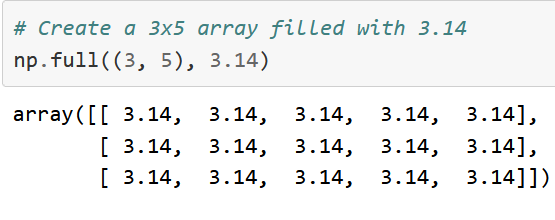 # Create a 3x5 array filled with 3.14
np.full((3, 5), 3.14)
array([[ 3.14,  3.14,  3.14,  3.14,  3.14],
       [ 3.14,  3.14,  3.14,  3.14,  3.14],
       [ 3.14,  3.14,  3.14,  3.14,  3.14]])